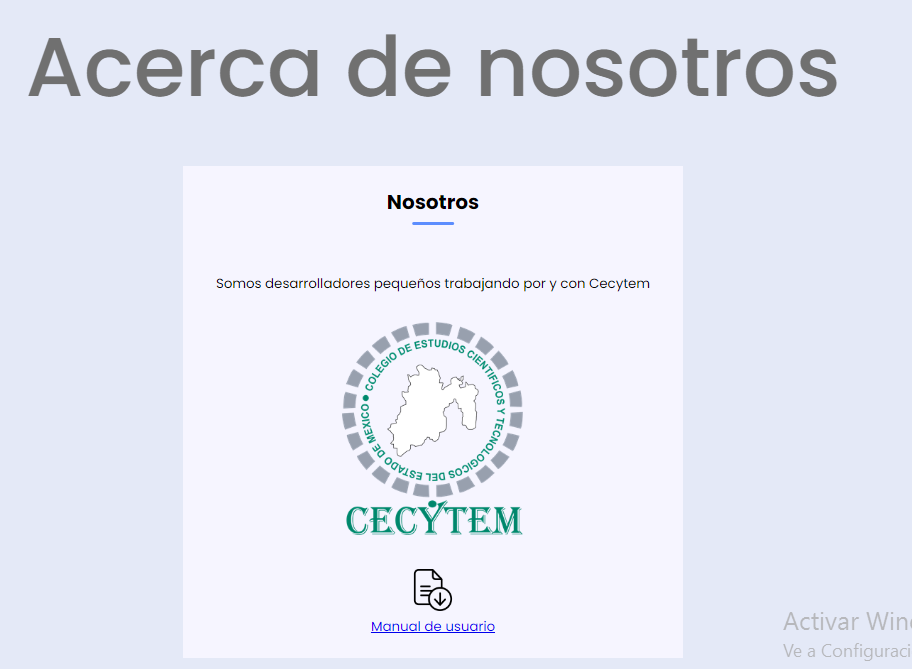 Acerca de nosotros
Nosotros
Somos desarrolladores pequeños trabajando por y con Cecytem
COLEGIO DE ESTUDIOS CIENTIFICOS Y TECNOLOGICOS DEL ESTADO DE MEXICO
CECYTEM
Manual de usuario
Activar Wind
Ve a Configuraci